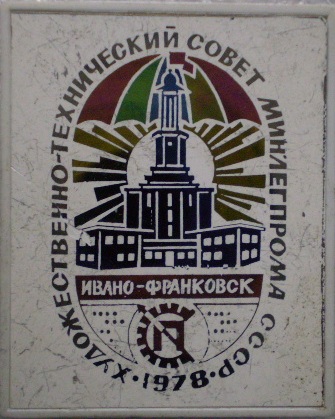 ХУДОЖЕСТВЕННО-ТЕХНИЧЕСКИЙ СОВЕТ МИНЛЕГПРОМА СССР · 1978 ·
ИВАНО-ФРАНКОВСК